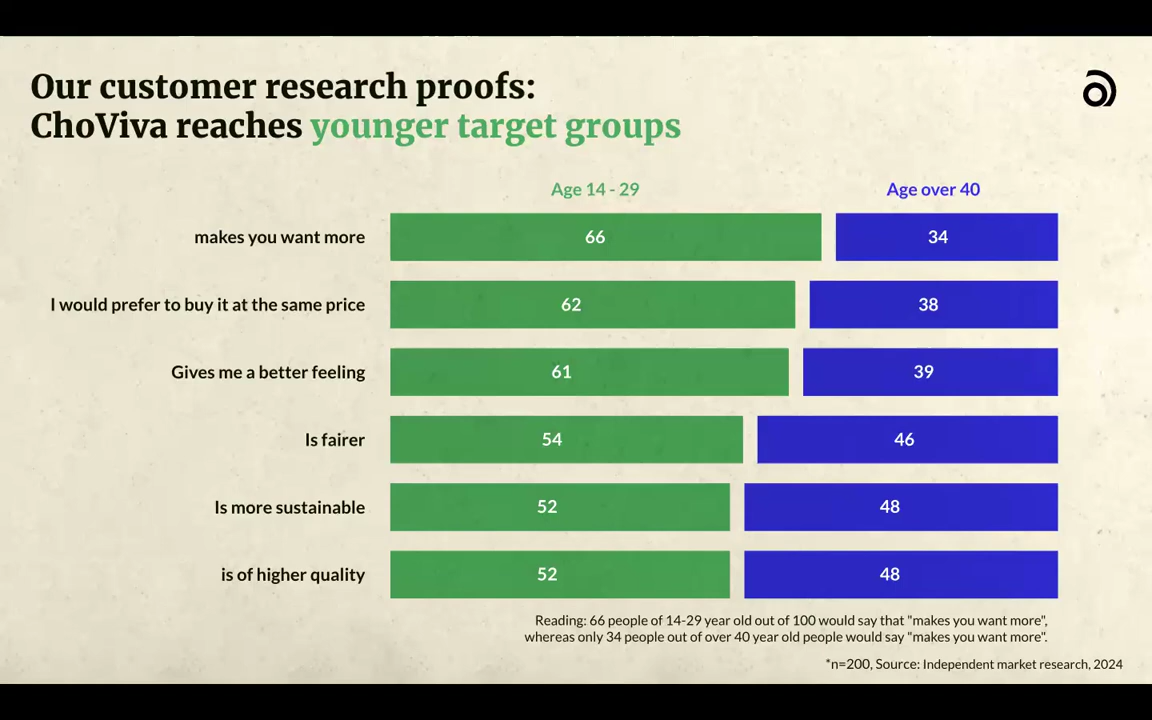 Our customer research proofs:
ChoViva reaches younger target groups
Age 14 - 29
Age over 40
makes you want more
66
34
I would prefer to buy it at the same price
62
38
Gives me a better feeling
61
39
Is fairer
54
46
Is more sustainable
52
48
is of higher quality
52
48
Reading: 66 people of 14-29 year old out of 100 would say that "makes you want more",
whereas only 34 people out of over 40 year old people would say "makes you want more".
*n=200, Source: Independent market research, 2024